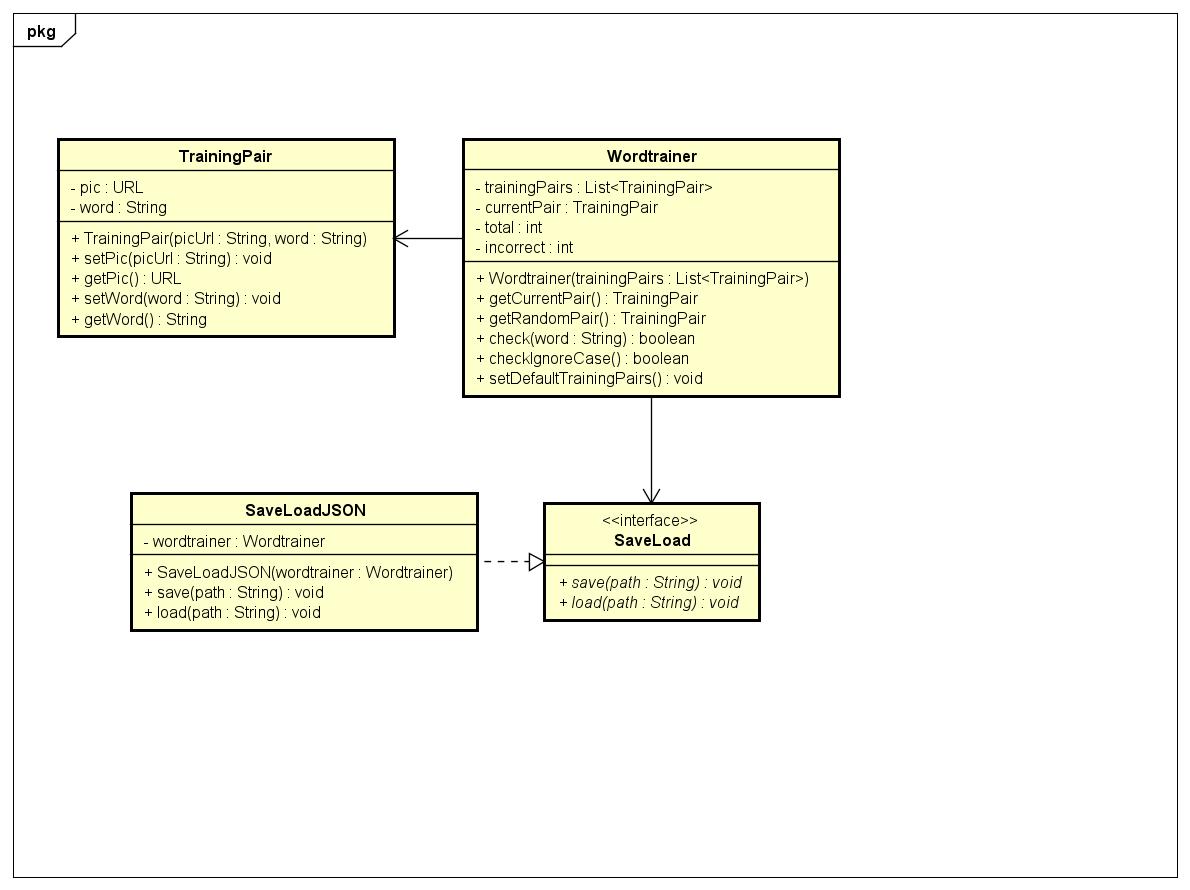 pkg
TrainingPair
- pic : URL
- word : String
+ TrainingPair(picUrl : String, word : String)
+ setPic(picUrl : String) : void
+ getPic() : URL
+ setWord(word : String) : void
+ getWord() : String
Wordtrainer
- trainingPairs : List<TrainingPair>
- currentPair : TrainingPair
- total : int
- incorrect : int
+ Wordtrainer(trainingPairs : List<TrainingPair>)
+ getCurrentPair() : TrainingPair
+ getRandomPair() : TrainingPair
+ check(word : String) : boolean
+ checkIgnoreCase() : boolean
+ setDefaultTrainingPairs() : void
SaveLoadJSON
- wordtrainer : Wordtrainer
+ SaveLoadJSON(wordtrainer : Wordtrainer)
+ save(path : String) : void
+ load(path : String) : void
<<interface>>
SaveLoad
+ save(path : String) : void
+ load(path : String) : void